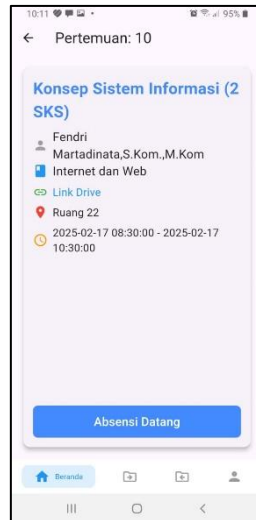 10:11
95%
Pertemuan: 10
Konsep Sistem Informasi (2
SKS)
Fendri
Martadinata,S.Kom.,M.Kom
Internet dan Web
Link Drive
Ruang 22
2025-02-17 08:30:00 - 2025-02-17
10:30:00
Absensi Datang
Beranda